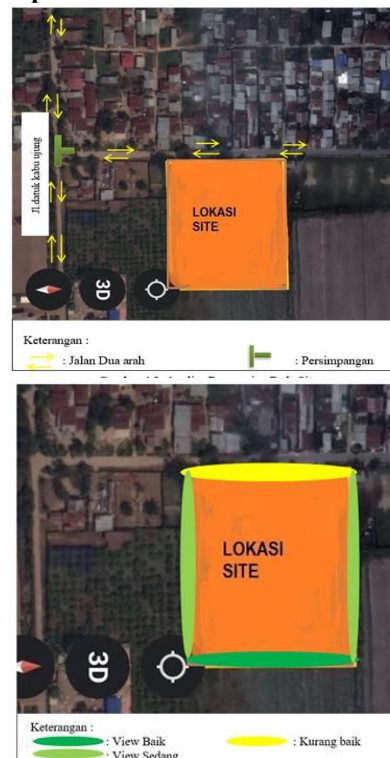 Jl.datuk kabu ujung
LOKASI
SITE
3D
Keterangan :
: Jalan Dua arah
: Persimpangan
LOKASI
SITE
3D
Keterangan :
: View Baik
: Kurang baik
: View Sedang